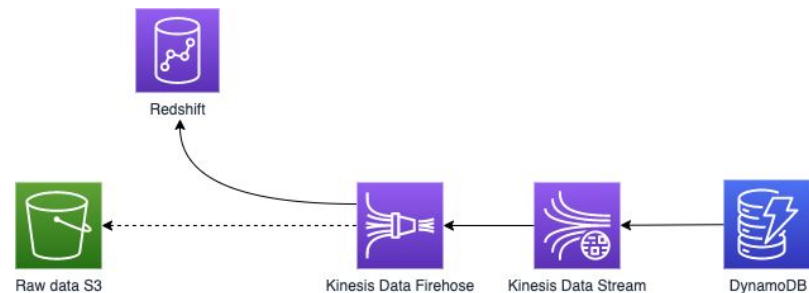 Redshift
Raw data S3
Kinesis Data Firehose
Kinesis Data Stream
DynamoDB